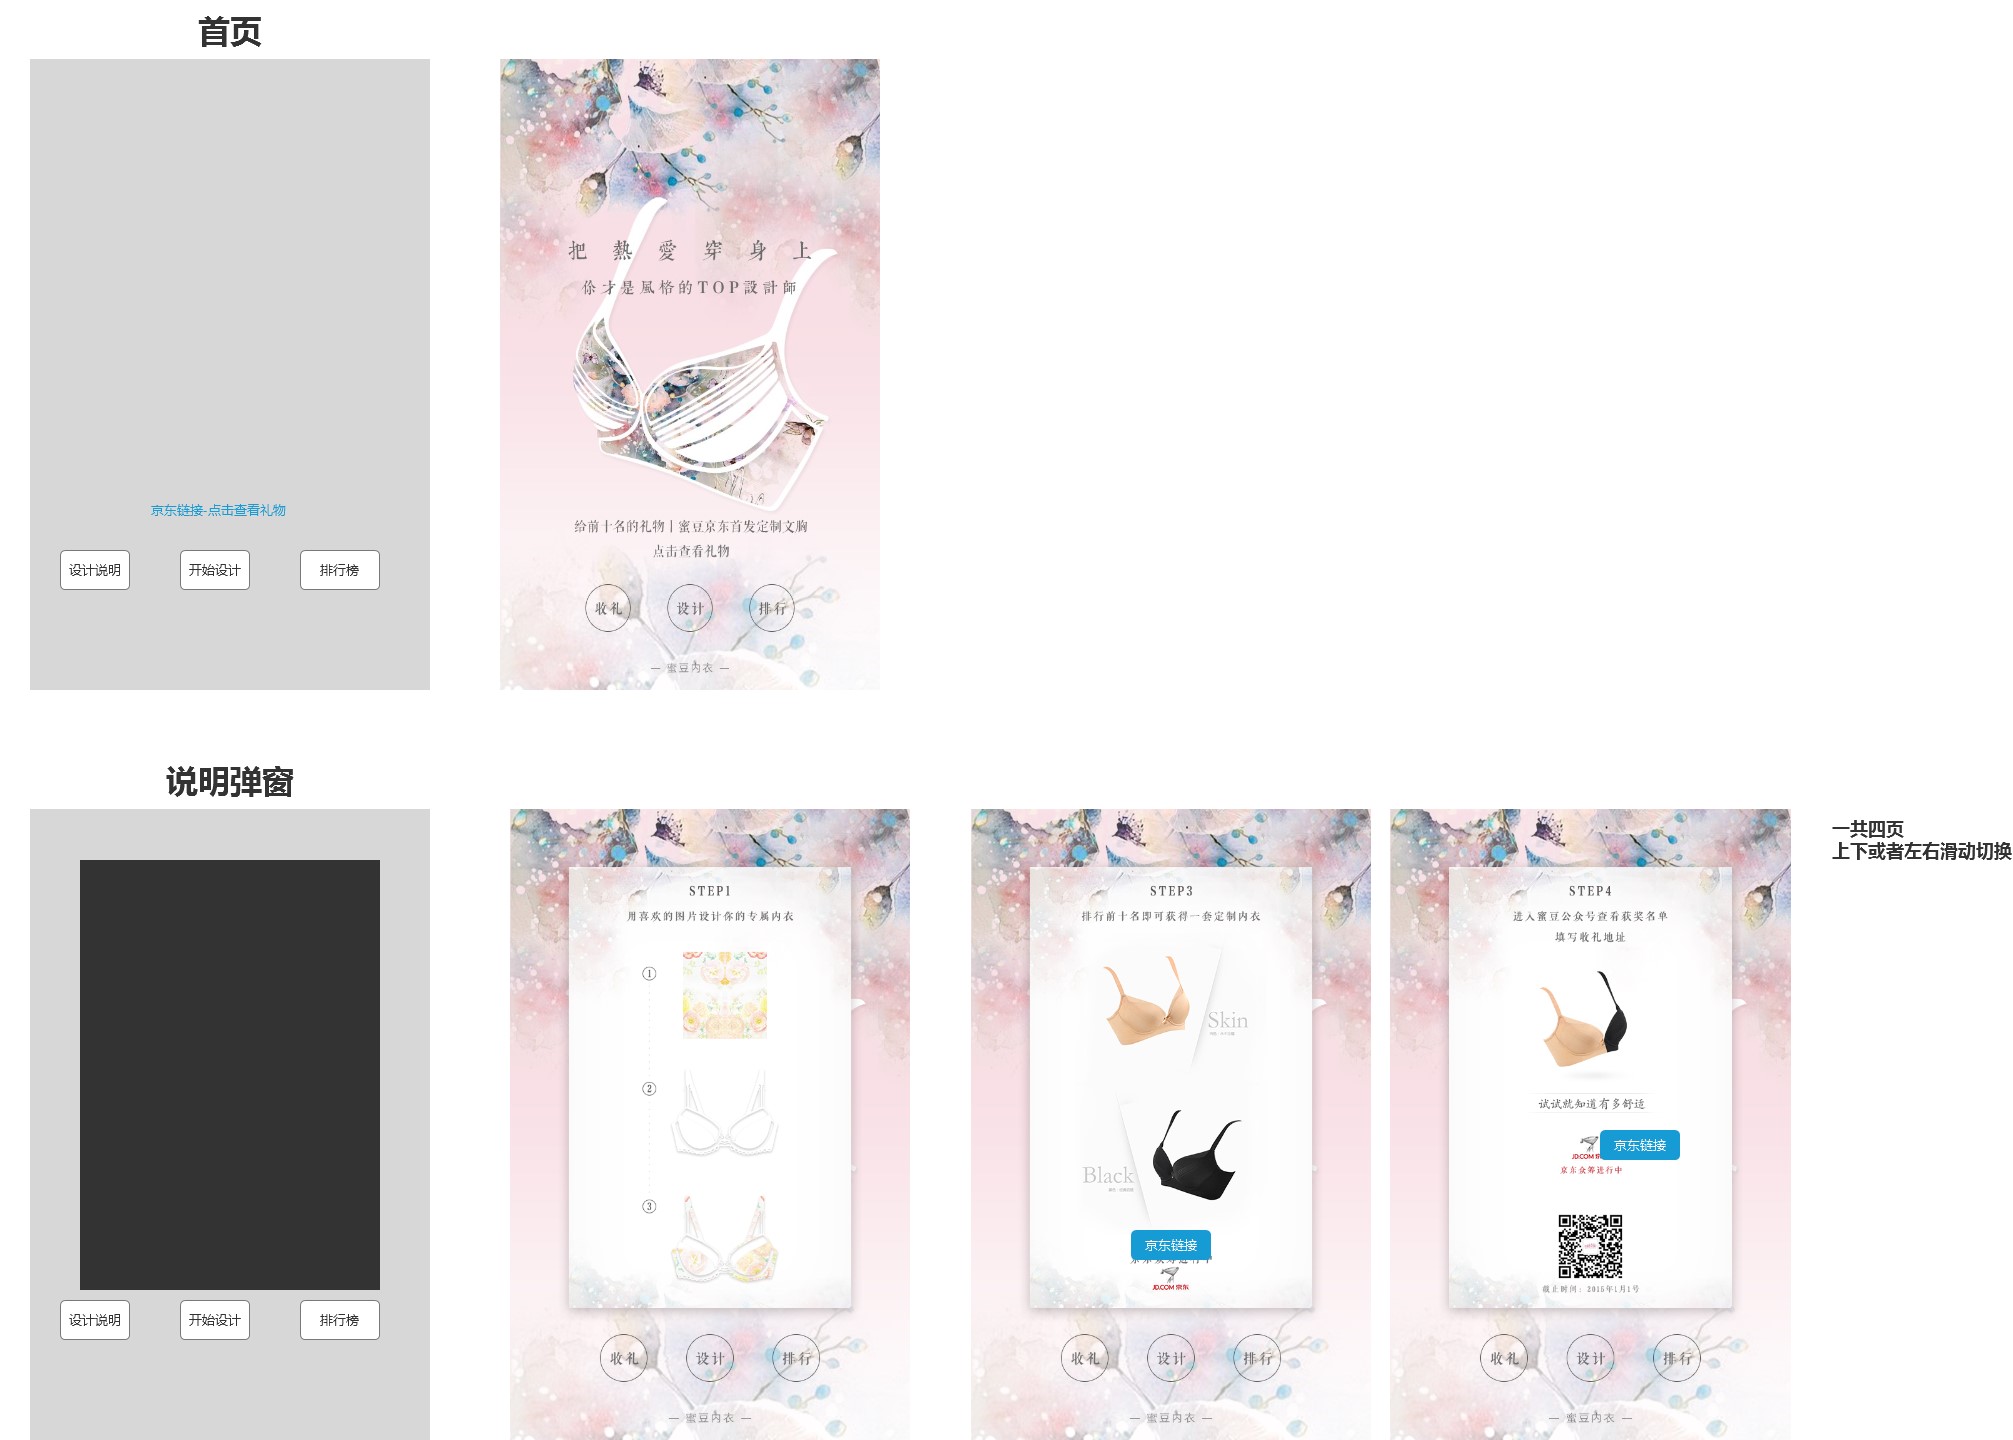 首页
京东链接-点击查看礼物
设计说明
开始设计
排行榜
把熱愛穿身上
你才是風格的TOP設計師
给前十名的礼物|蜜豆京东首发定制文胸
点击查看礼物
收礼
设计
排行
— 蜜豆内衣 —
说明弹窗
设计说明
开始设计
排行榜
STEP1
用喜欢的图片设计你的专属内衣
①
②
③
收礼
设计
排行
— 蜜豆内衣 —
STEP3
排行前十名即可获得一套定制内衣
Skin
Black
京东链接
JD.COM 京东
收礼
设计
排行
— 蜜豆内衣 —
STEP4
进入蜜豆公众号查看获奖名单
填写收礼地址
试试就知道有多舒适
JD.COM
京东链接
京东众筹进行中
截止时间：2015年1月1号
收礼
设计
排行
— 蜜豆内衣 —
一共四页
上下或者左右滑动切换